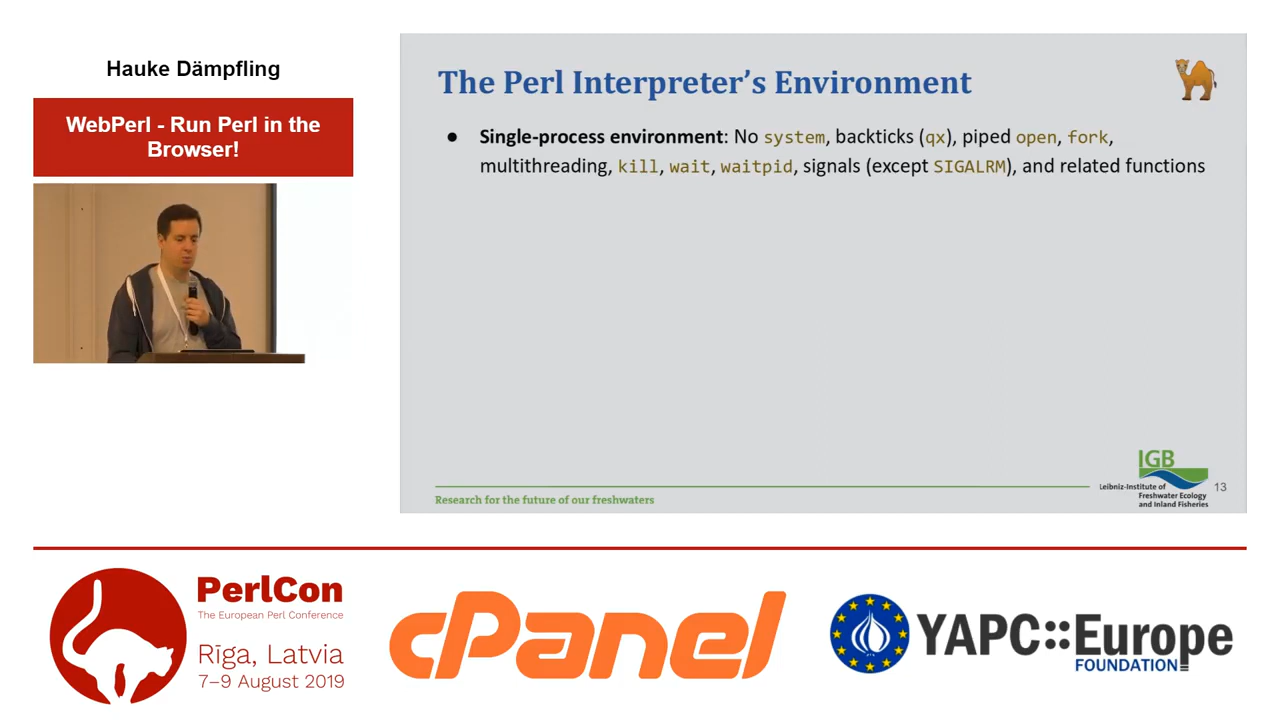 Hauke Dämpfling
WebPerl - Run Perl in the
Browser!
The Perl Interpreter's Environment
● Single-process environment: No system, backticks (qx), piped open, fork,
multithreading, kill, wait, waitpid, signals (except SIGALRM), and related functions
Research for the future of our freshwaters
IGB
Leibniz-Institute of
Freshwater Ecology
and Inland Fisheries
13
PerlCon
The European Perl Conference
Rīga, Latvia
7–9 August 2019
cPanel
YAPC::Europe
FOUNDATION